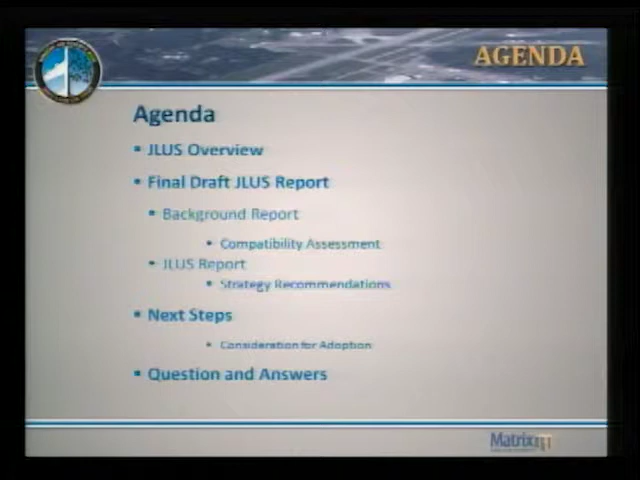 AGENDA
Agenda
▪ JLUS Overview
▪ Final Draft JLUS Report
▪ Background Report
▪ Compatibility Assessment
▪ JLUS Report
▪ Strategy Recommendations
▪ Next Steps
▪ Consideration for Adoption
▪ Question and Answers
Matrix